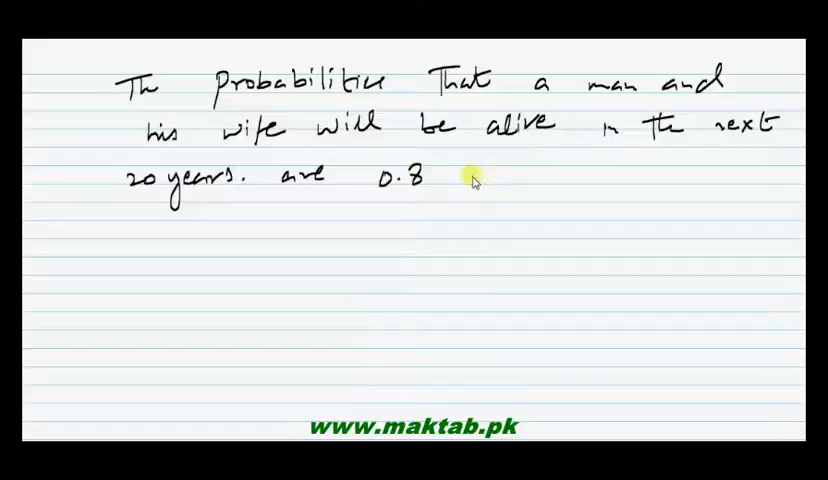 Th Probabilities That a man and
his wife will be alive in the next
20 years. are 0.8
www.maktab.pk